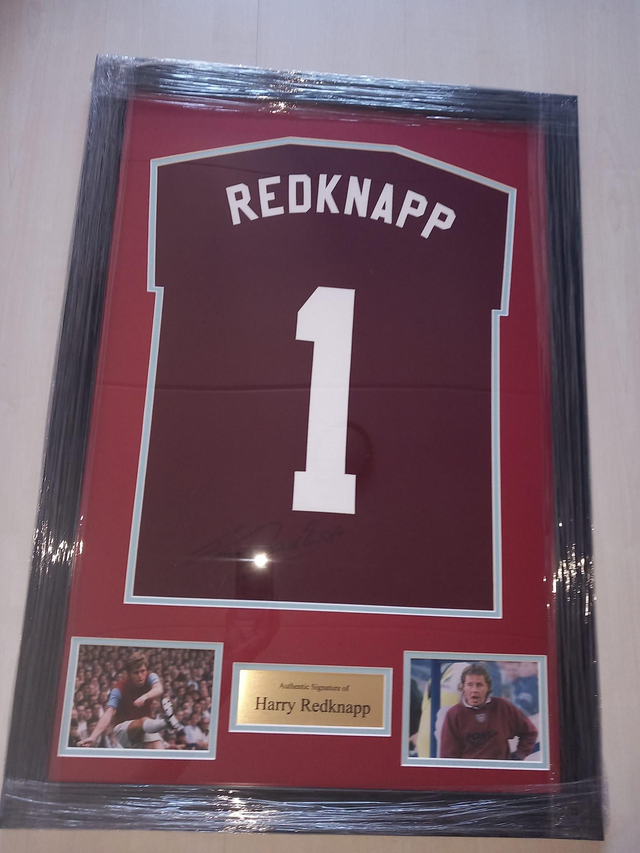 REDKNAPP
1
Authentic Signature of
Harry Redknapp